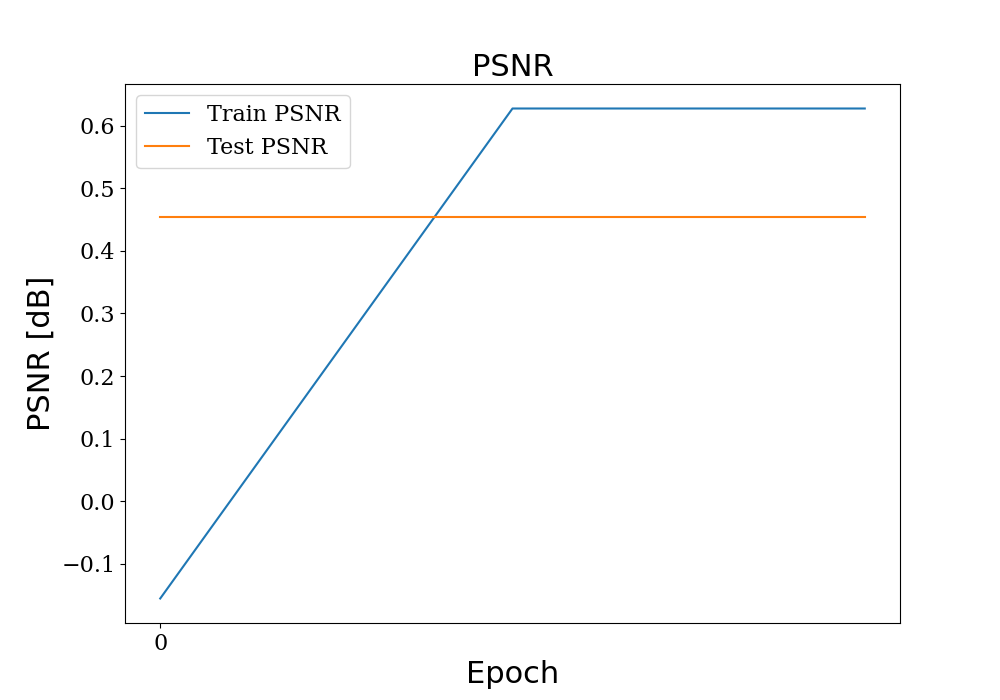 PSNR
Train PSNR
Test PSNR
0.6
0.5
0.4
0.3
0.2
0.1
0.0
−0.1
PSNR [dB]
0
Epoch